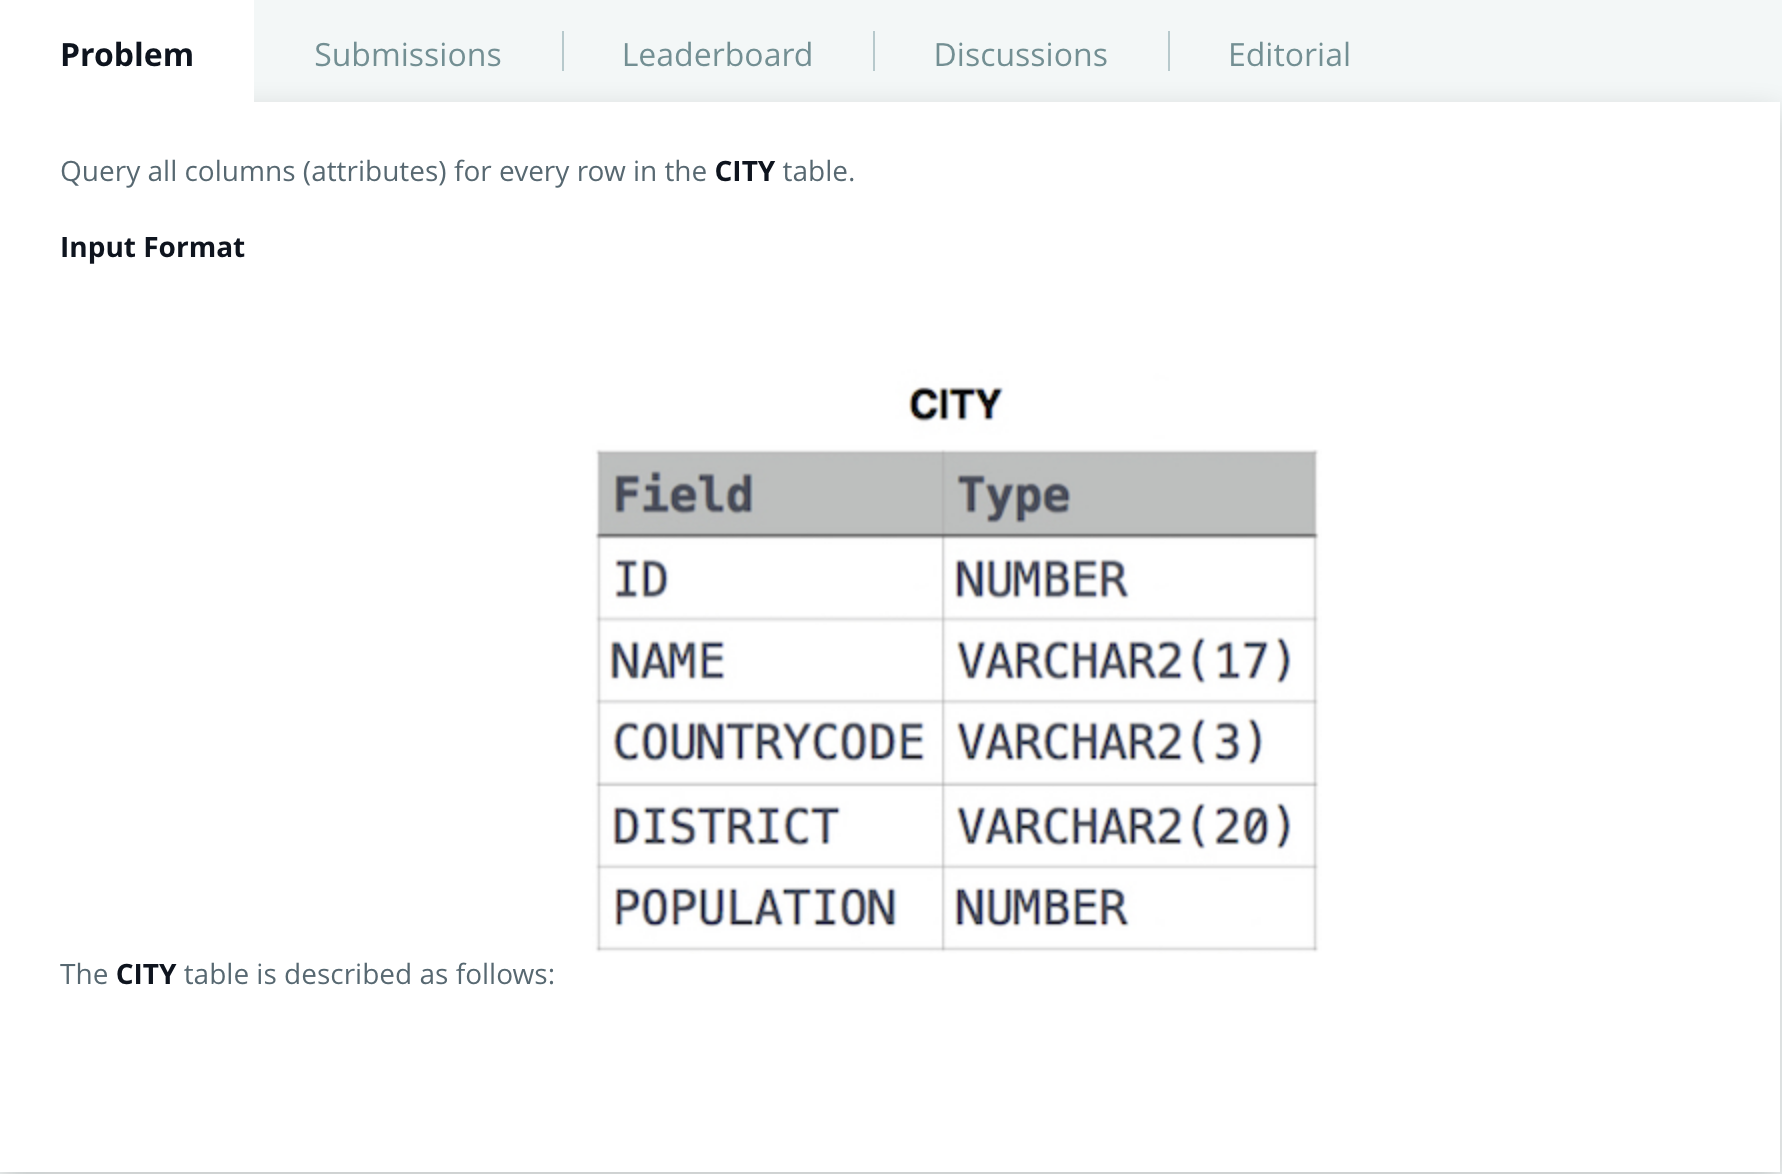 Problem Submissions Leaderboard Discussions Editorial
Query all columns (attributes) for every row in the CITY table.
Input Format
CITY
Field Type
ID NUMBER
NAME VARCHAR2(17)
COUNTRYCODE VARCHAR2(3)
DISTRICT VARCHAR2(20)
POPULATION NUMBER
The CITY table is described as follows: